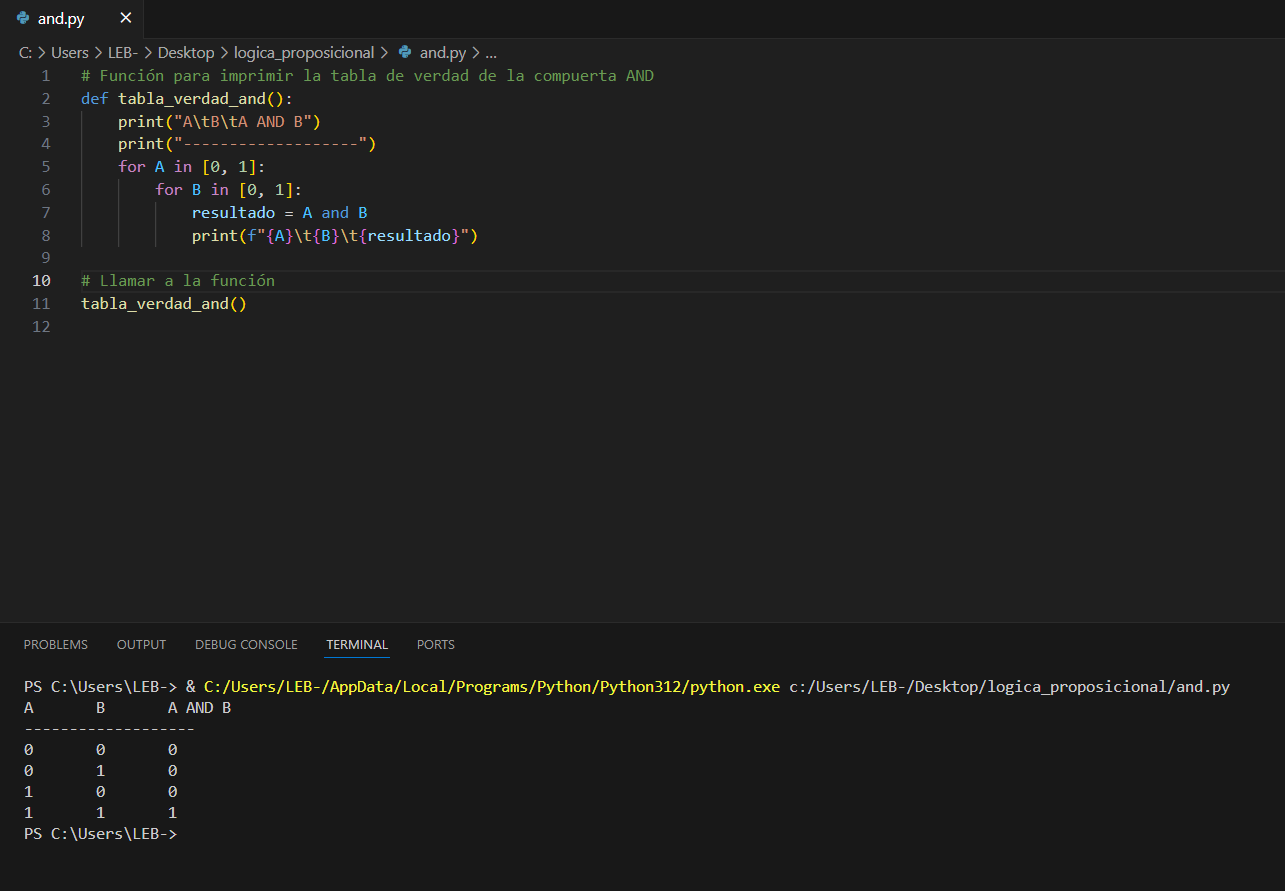 and.py ×
C: > Users > LEB- > Desktop > logica_proposicional > and.py > ...
1 # Función para imprimir la tabla de verdad de la compuerta AND
2 def tabla_verdad_and():
3     print("A\tB\tA AND B")
4     print("-------------------")
5     for A in [0, 1]:
6         for B in [0, 1]:
7             resultado = A and B
8             print(f"{A}\t{B}\t{resultado}")
9
10 # Llamar a la función
11 tabla_verdad_and()
12
PROBLEMS OUTPUT DEBUG CONSOLE TERMINAL PORTS
PS C:\Users\LEB-> & C:/Users/LEB-/AppData/Local/Programs/Python/Python312/python.exe c:/Users/LEB-/Desktop/logica_proposicional/and.py
A       B       A AND B
-------------------
0       0       0
0       1       0
1       0       0
1       1       1
PS C:\Users\LEB->